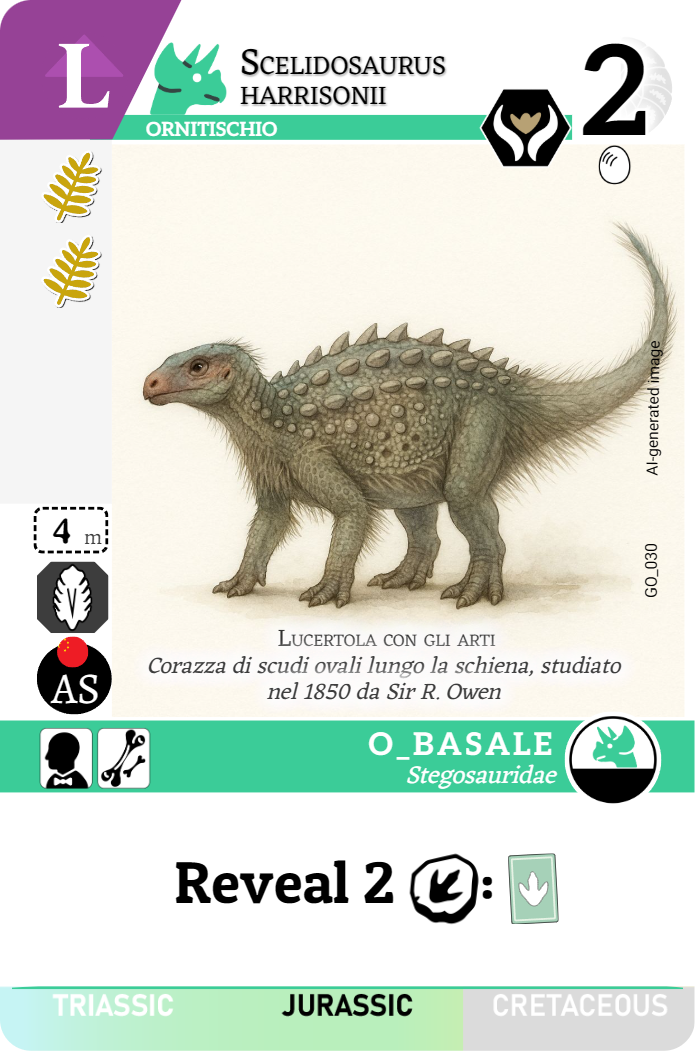 L
SCELIDOSAURUS
HARRISONII
2
ORNITISCHIO
AI-generated image
4 m
GO_030
V
AS
LUCERTOLA CON GLI ARTI
Corazza di scudi ovali lungo la schiena, studiato
nel 1850 da Sir R. Owen
O_BASALE
Stegosauridae
Reveal 2 :
TRIASSIC
JURASSIC
CRETACEOUS